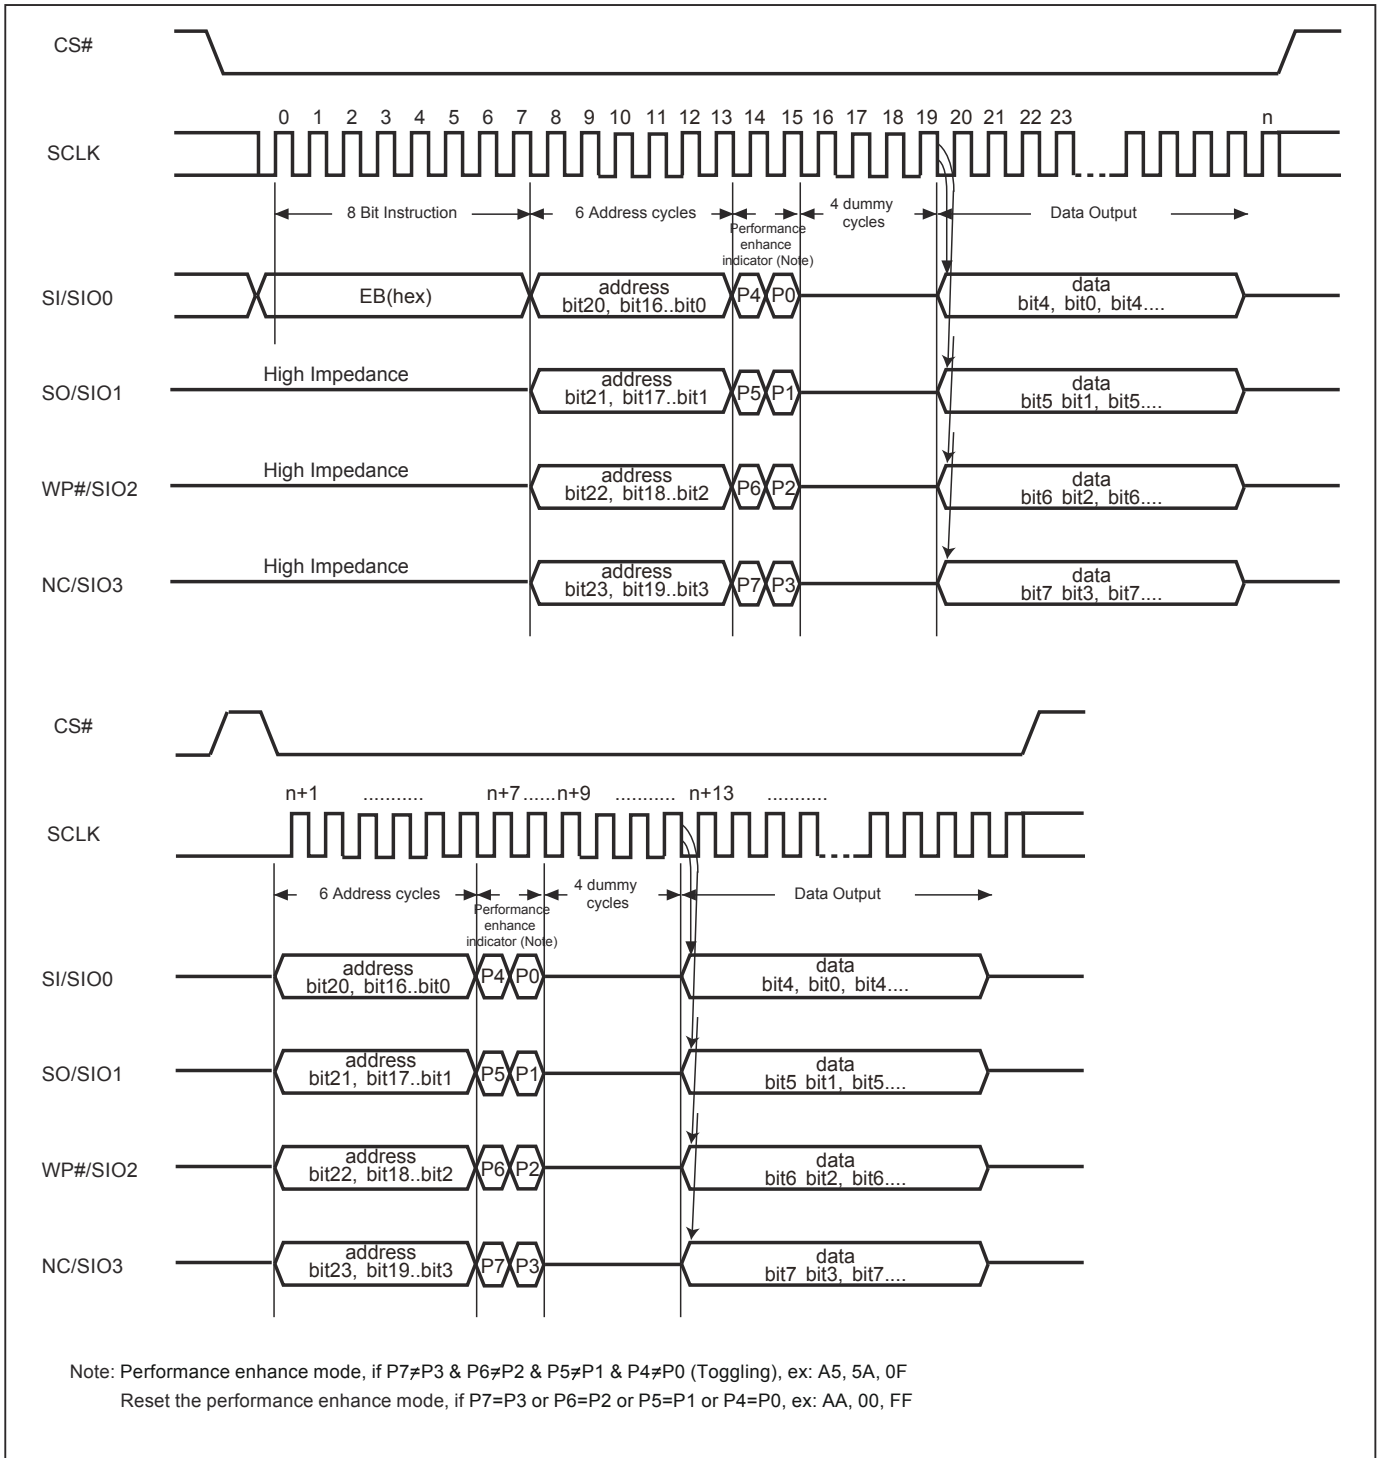 CS#
0 1 2 3 4 5 6 7 8 9 10 11 12 13 14 15 16 17 18 19 20 21 22 23 n
SCLK
8 Bit Instruction 6 Address cycles 4 dummy cycles Data Output
Performance enhance indicator (Note)
SI/SIO0 EB(hex) address bit20, bit16..bit0 P4 P0 data bit4, bit0, bit4....
High Impedance
SO/SIO1 address bit21, bit17..bit1 P5 P1 data bit5 bit1, bit5....
High Impedance
WP#/SIO2 address bit22, bit18..bit2 P6 P2 data bit6 bit2, bit6....
High Impedance
NC/SIO3 address bit23, bit19..bit3 P7 P3 data bit7 bit3, bit7....
CS#
n+1 ........... n+7 ......n+9 ........... n+13 ...........
SCLK
6 Address cycles 4 dummy cycles Data Output
Performance enhance indicator (Note)
SI/SIO0 address bit20, bit16..bit0 P4 P0 data bit4, bit0, bit4....
SO/SIO1 address bit21, bit17..bit1 P5 P1 data bit5 bit1, bit5....
WP#/SIO2 address bit22, bit18..bit2 P6 P2 data bit6 bit2, bit6....
NC/SIO3 address bit23, bit19..bit3 P7 P3 data bit7 bit3, bit7....
Note: Performance enhance mode, if P7≠P3 & P6≠P2 & P5≠P1 & P4≠P0 (Toggling), ex: A5, 5A, 0F
Reset the performance enhance mode, if P7=P3 or P6=P2 or P5=P1 or P4=P0, ex: AA, 00, FF